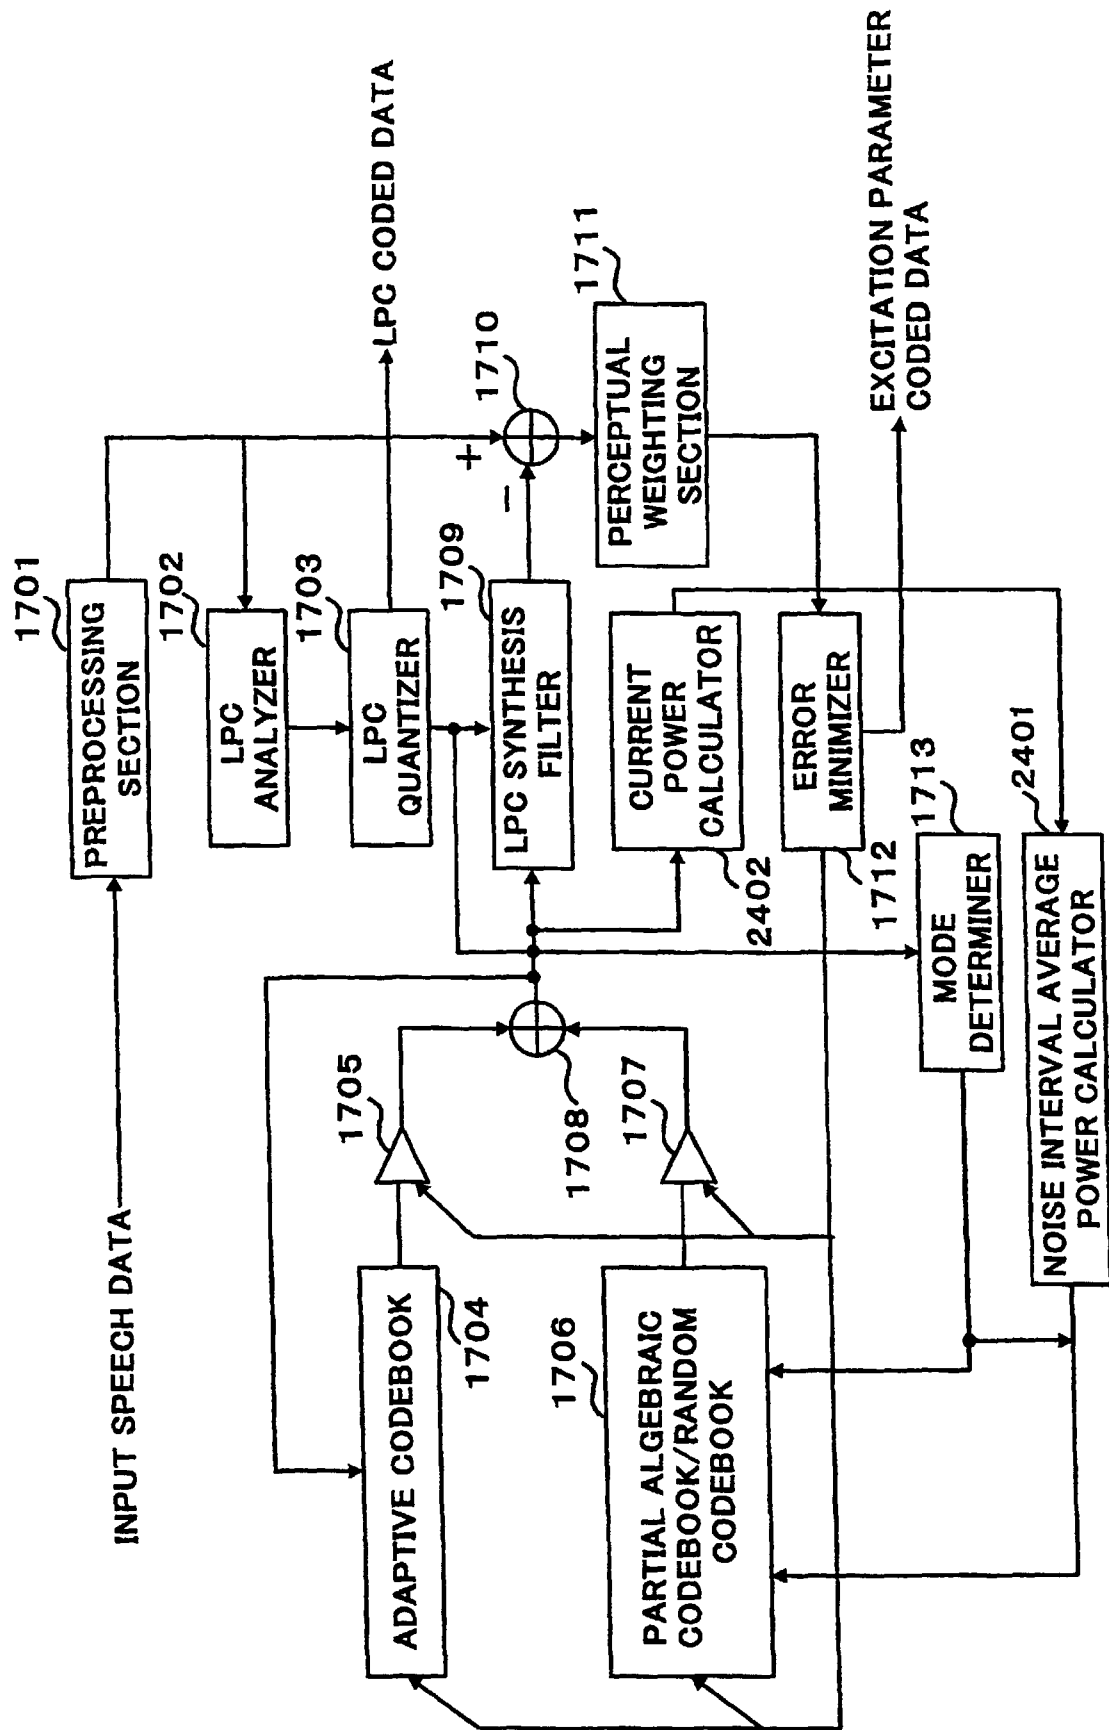 INPUT SPEECH DATA
1701
PREPROCESSING
SECTION
1702
LPC
ANALYZER
1703
LPC
QUANTIZER
LPC CODED DATA
ADAPTIVE CODEBOOK
1704
1705
1709
LPC SYNTHESIS
FILTER
+
-
1710
1706
PARTIAL ALGEBRAIC
CODEBOOK/RANDOM
CODEBOOK
1707
1708
CURRENT
POWER
CALCULATOR
2402
PERCEPTUAL
WEIGHTING
SECTION
1711
ERROR
MINIMIZER
1712
EXCITATION PARAMETER
CODED DATA
MODE
DETERMINER
1713
NOISE INTERVAL AVERAGE
POWER CALCULATOR
2401